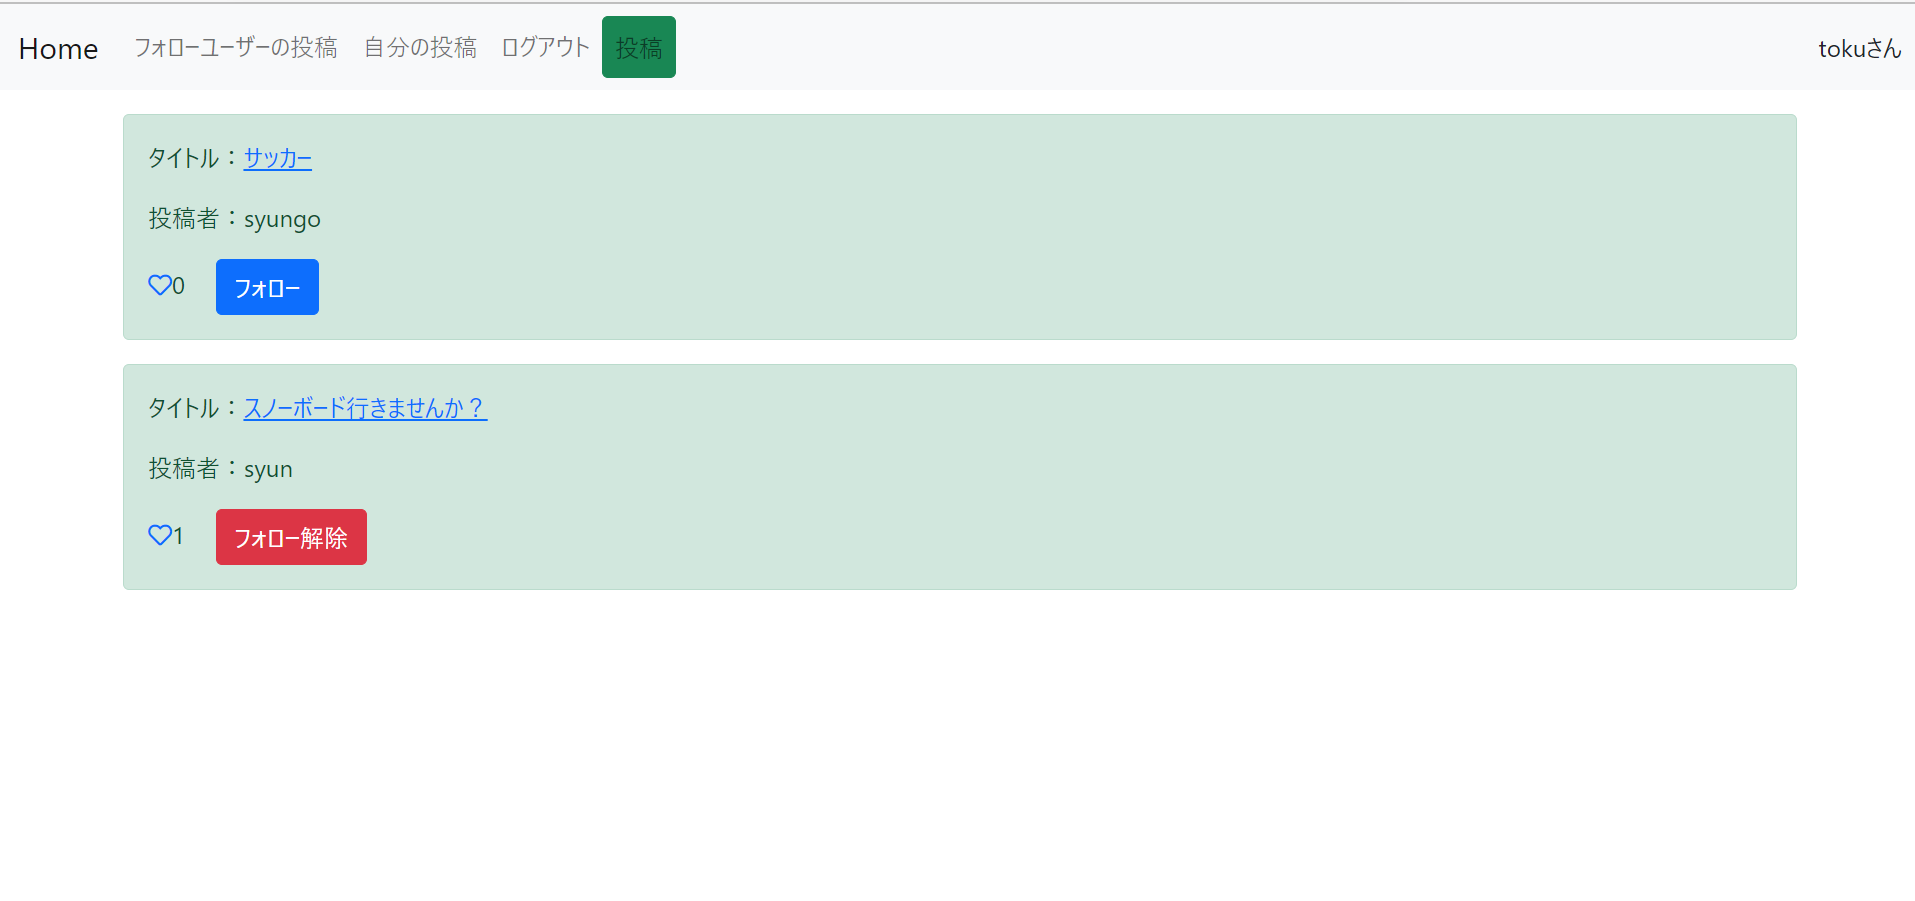 Home フォローユーザーの投稿 自分の投稿 ログアウト 投稿 tokuさん
タイトル：サッカー
投稿者：syungo
0 フォロー
タイトル：スノーボード行きませんか？
投稿者：syun
1 フォロー解除